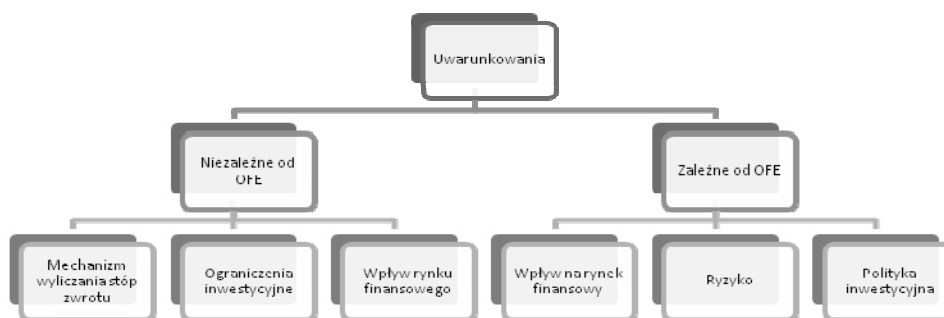 Uwarunkowania
Niezależne od
OFE
Zależne od OFE
Mechanizm
wyliczania stóp
zwrotu
Ograniczenia
inwestycyjne
Wpływ rynku
finansowego
Wpływ na rynek
finansowy
Ryzyko
Polityka
inwestycyjna